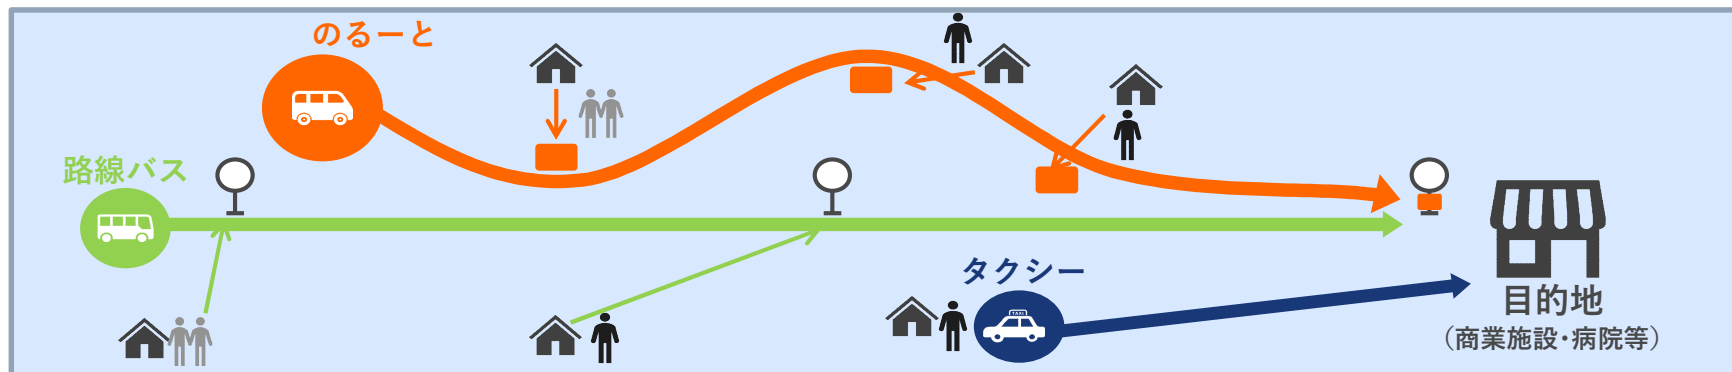 のるーと
路線バス
タクシー
TAXI
目的地
（商業施設・病院等）